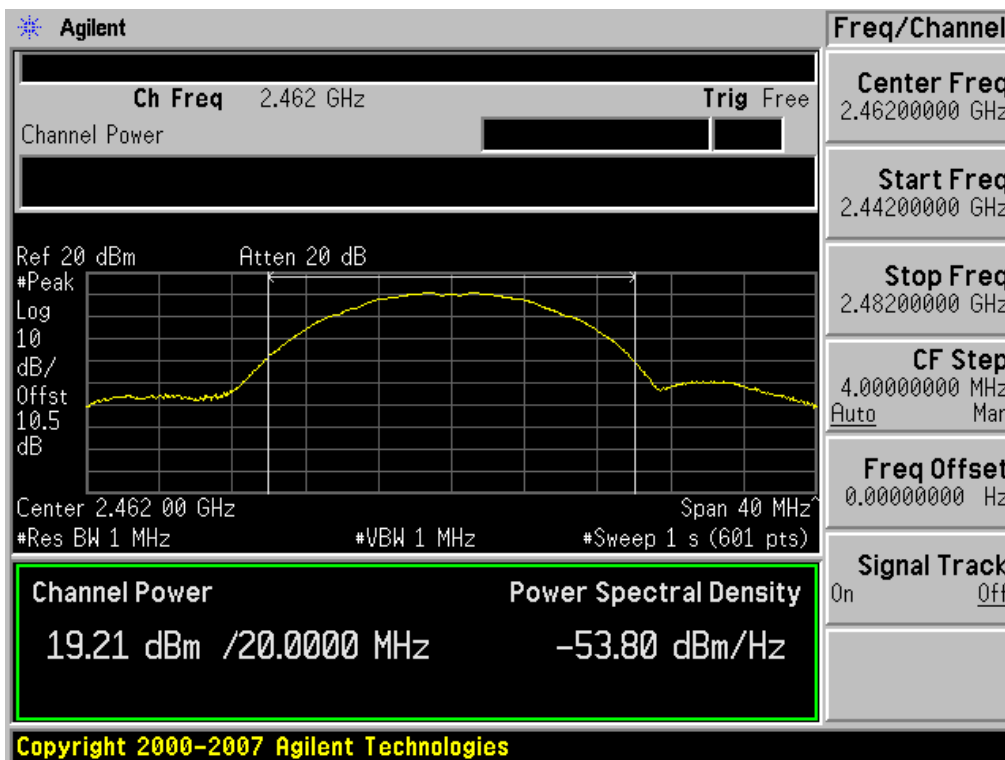 Agilent
Ch Freq 2.462 GHz Trig Free
Channel Power
Ref 20 dBm Atten 20 dB
#Peak
Log
10
dB/
Offst
10.5
dB
Center 2.462 00 GHz Span 40 MHz^
#Res BW 1 MHz #VBW 1 MHz #Sweep 1 s (601 pts)
Channel Power Power Spectral Density
19.21 dBm /20.0000 MHz -53.80 dBm/Hz
Copyright 2000-2007 Agilent Technologies
Freq/Channel
Center Freq
2.46200000 GHz
Start Freq
2.44200000 GHz
Stop Freq
2.48200000 GHz
CF Step
4.00000000 MHz
Auto Man
Freq Offset
0.00000000 Hz
Signal Track
On Off